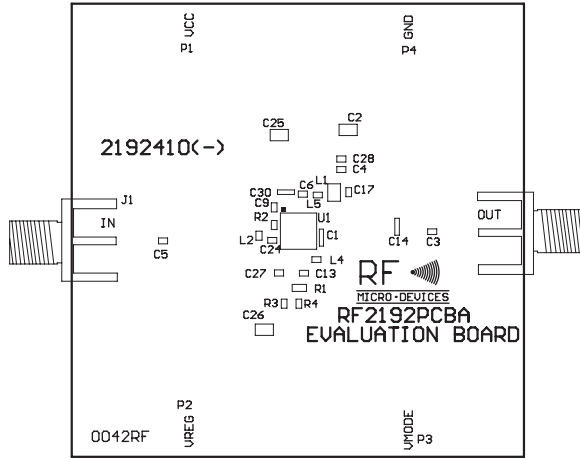 VCC
P1
GND
P4
C25
C2
2192410(-)
C28
C4
L1
C6
C30
C17
L5
C9
J1
IN
R2
U1
OUT
C1
L2
C24
C14
C3
C5
L4
C27
C13
RF
R1
MICRO-DEVICES
R3
R4
RF2192PCBA
C26
EVALUATION BOARD
P2
VREG
0042RF
VMODE
P3